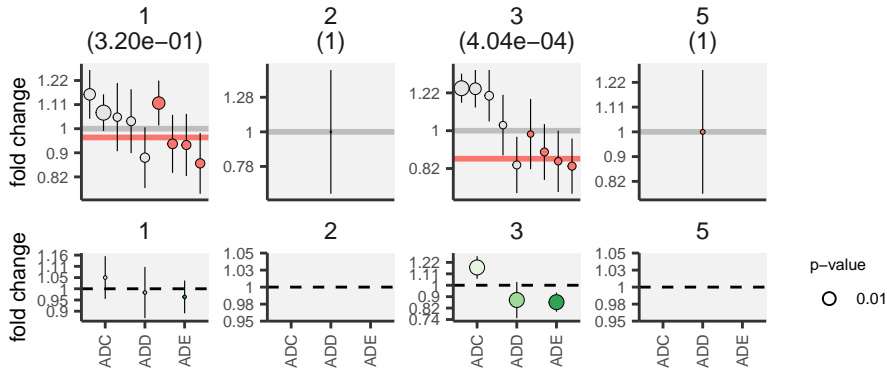 1
(3.20e−01)
2
(1)
3
(4.04e−04)
5
(1)
fold change
1.22
1.11
1
0.9
0.82
1.28
1
0.78
1.22
1
0.82
1.22
1.11
1
0.9
0.82
1
2
3
5
fold change
1.16
1.1
1.05
1
0.95
0.9
1.05
1.03
1
0.98
0.95
1.22
1.11
1
0.9
0.82
0.74
1.05
1.03
1
0.98
0.95
ADC
ADD
ADE
ADC
ADD
ADE
ADC
ADD
ADE
ADC
ADD
ADE
p−value
0.01